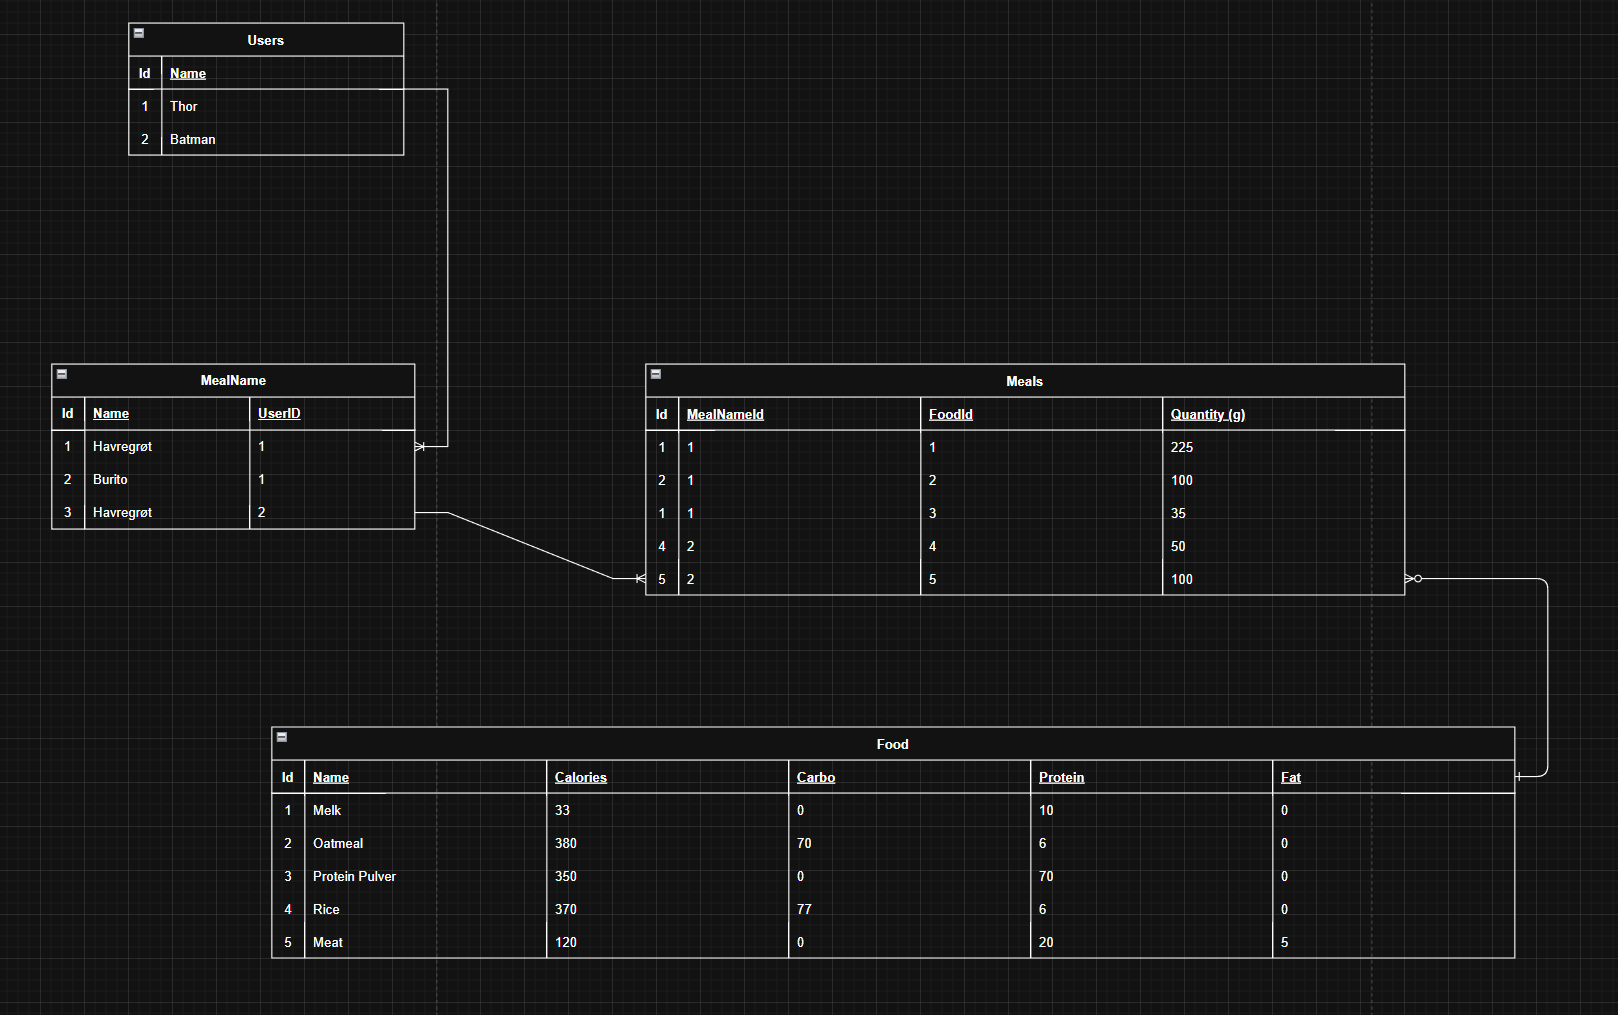 Users
Id Name
1 Thor
2 Batman
MealName
Id Name UserID
1 Havregrøt 1
2 Burito 1
3 Havregrøt 2
Meals
Id MealNameId FoodId Quantity (g)
1 1 1 225
2 1 2 100
1 1 3 35
4 2 4 50
5 2 5 100
Food
Id Name Calories Carbo Protein Fat
1 Melk 33 0 10 0
2 Oatmeal 380 70 6 0
3 Protein Pulver 350 0 70 0
4 Rice 370 77 6 0
5 Meat 120 0 20 5